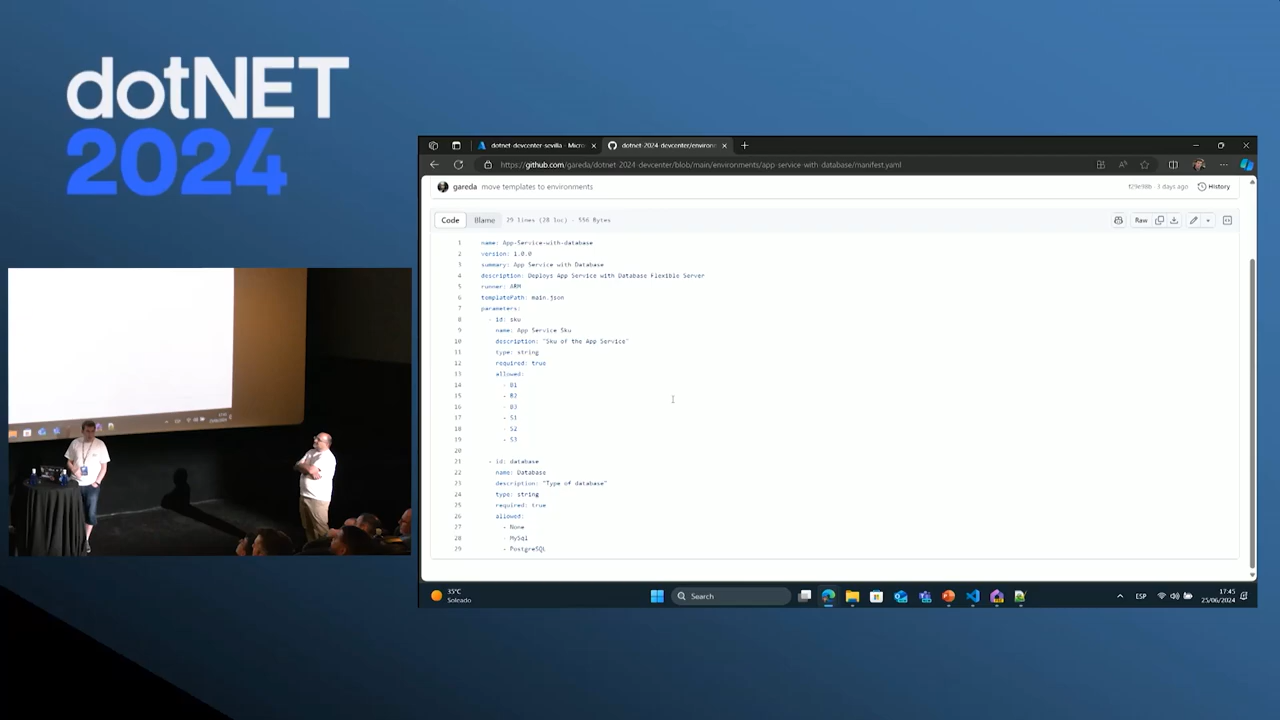 dotNET
2024
dotnet-devcenter-sevilla - Micro
dotnet-2024-devcenter/environ
https://github.com/gareda/dotnet-2024-devcenter/blob/main/environments/app-service-with-database/manifest.yaml
gareda move templates to environments
f29e98b · 3 days ago History
Code Blame 29 lines (28 loc) · 556 Bytes
Raw
1 name: App-Service-with-database
2 version: 1.0.0
3 summary: App Service with Database
4 description: Deploys App Service with Database Flexible Server
5 runner: ARM
6 templatePath: main.json
7 parameters:
8 - id: sku
9 name: App Service Sku
10 description: "Sku of the App Service"
11 type: string
12 required: true
13 allowed:
14 - B1
15 - B2
16 - B3
17 - S1
18 - S2
19 - S3
20
21 - id: database
22 name: Database
23 description: "Type of database"
24 type: string
25 required: true
26 allowed:
27 - None
28 - MySql
29 - PostgreSQL
35°C
Soleado
Search
ESP
17:45
25/06/2024